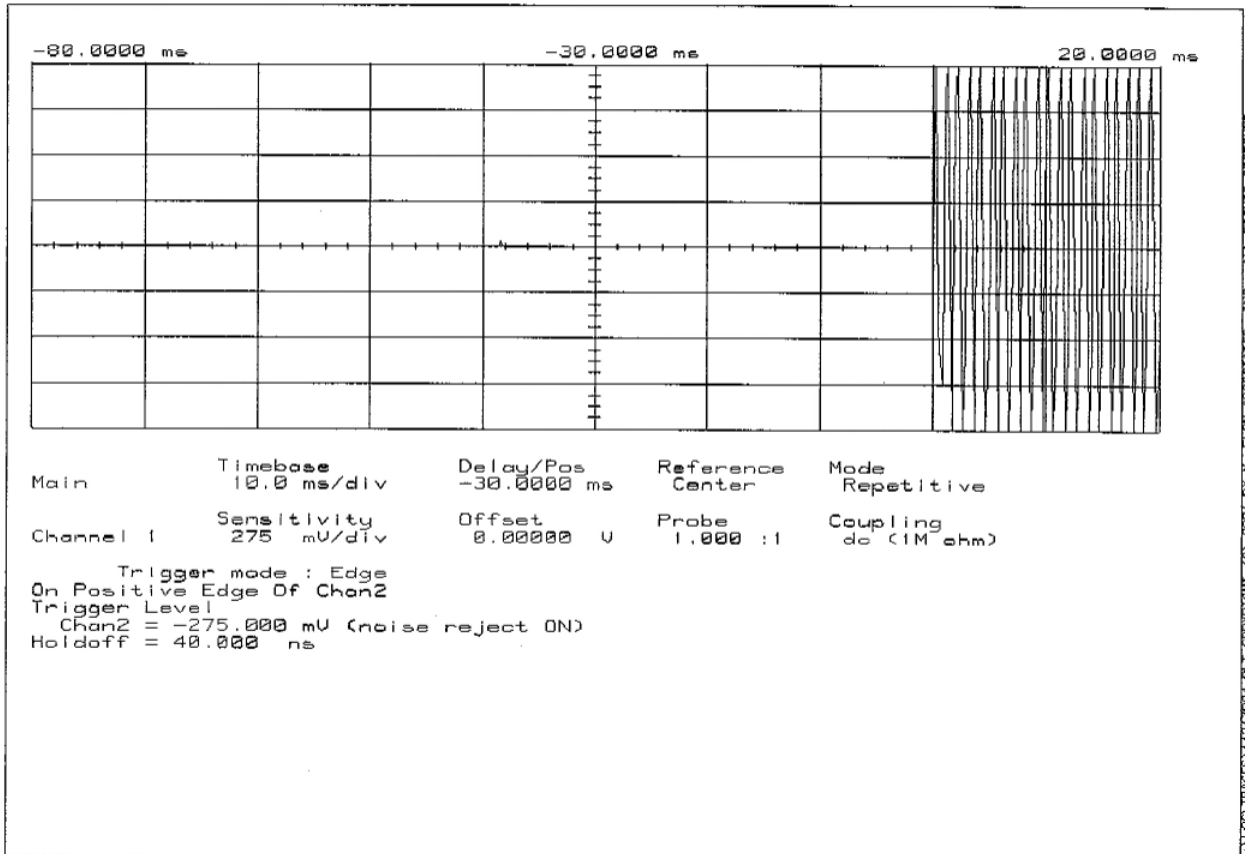 -80.0000 ms -30.0000 ms 20.0000 ms
Timebase Delay/Pos Reference Mode
Main 10.0 ms/div -30.0000 ms Center Repetitive
Sensitivity Offset Probe Coupling
Channel 1 275 mV/div 0.00000 V 1.000 :1 dc (1M ohm)
Trigger mode : Edge
On Positive Edge Of Chan2
Trigger Level
Chan2 = -275.000 mV (noise reject ON)
Holdoff = 40.000 ns